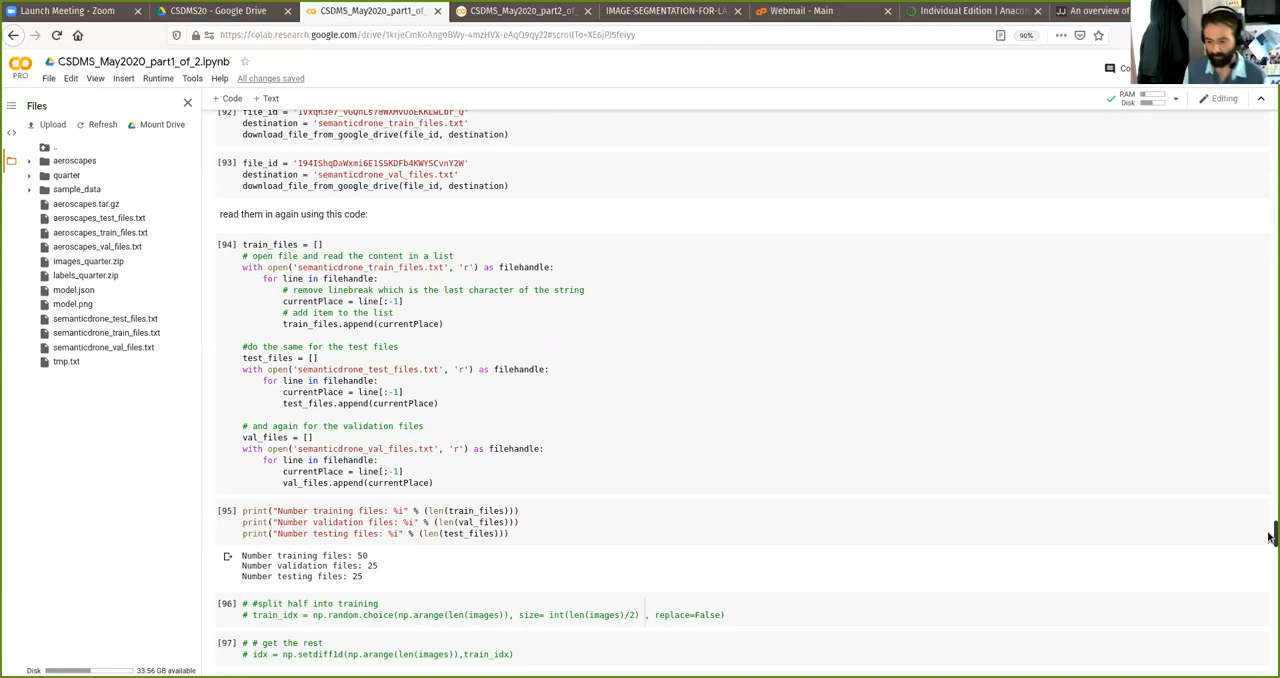 Launch Meeting - Zoom
CSDMS20 - Google Drive
CSDMS_May2020_part1_of_
CSDMS_May2020_part2_of_
IMAGE-SEGMENTATION-FOR-LA
Webmail - Main
Individual Edition | Anacon
An overview of
https://colab.research.google.com/drive/
90%
CO
PRO
CSDMS_May2020_part1_of_2.ipynb
File Edit View Insert Runtime Tools Help All changes saved
Co
Files
Upload Refresh Mount Drive
+ Code + Text
RAM
Disk
Editing
..
aeroscapes
quarter
sample_data
aeroscapes.tar.gz
aeroscapes_test_files.txt
aeroscapes_train_files.txt
aeroscapes_val_files.txt
images_quarter.zip
labels_quarter.zip
model.json
model.png
semanticdrone_test_files.txt
semanticdrone_train_files.txt
semanticdrone_val_files.txt
tmp.txt
Disk 33.56 GB available
destination = 'semanticdrone_train_files.txt'
download_file_from_google_drive(file_id, destination)
[93] file_id = '194IShqDaWxmi6E1SSKDFb4KWYSCvnY2W'
destination = 'semanticdrone_val_files.txt'
download_file_from_google_drive(file_id, destination)
read them in again using this code:
[94] train_files = []
# open file and read the content in a list
with open('semanticdrone_train_files.txt', 'r') as filehandle:
for line in filehandle:
# remove linebreak which is the last character of the string
currentPlace = line[:-1]
# add item to the list
train_files.append(currentPlace)
#do the same for the test files
test_files = []
with open('semanticdrone_test_files.txt', 'r') as filehandle:
for line in filehandle:
currentPlace = line[:-1]
test_files.append(currentPlace)
# and again for the validation files
val_files = []
with open('semanticdrone_val_files.txt', 'r') as filehandle:
for line in filehandle:
currentPlace = line[:-1]
val_files.append(currentPlace)
[95] print("Number training files: %i" % (len(train_files)))
print("Number validation files: %i" % (len(val_files)))
print("Number testing files: %i" % (len(test_files)))
Number training files: 50
Number validation files: 25
Number testing files: 25
[96] # #split half into training
# train_idx = np.random.choice(np.arange(len(images)), size= int(len(images)/2) , replace=False)
[97] # # get the rest
# idx = np.setdiff1d(np.arange(len(images)),train_idx)